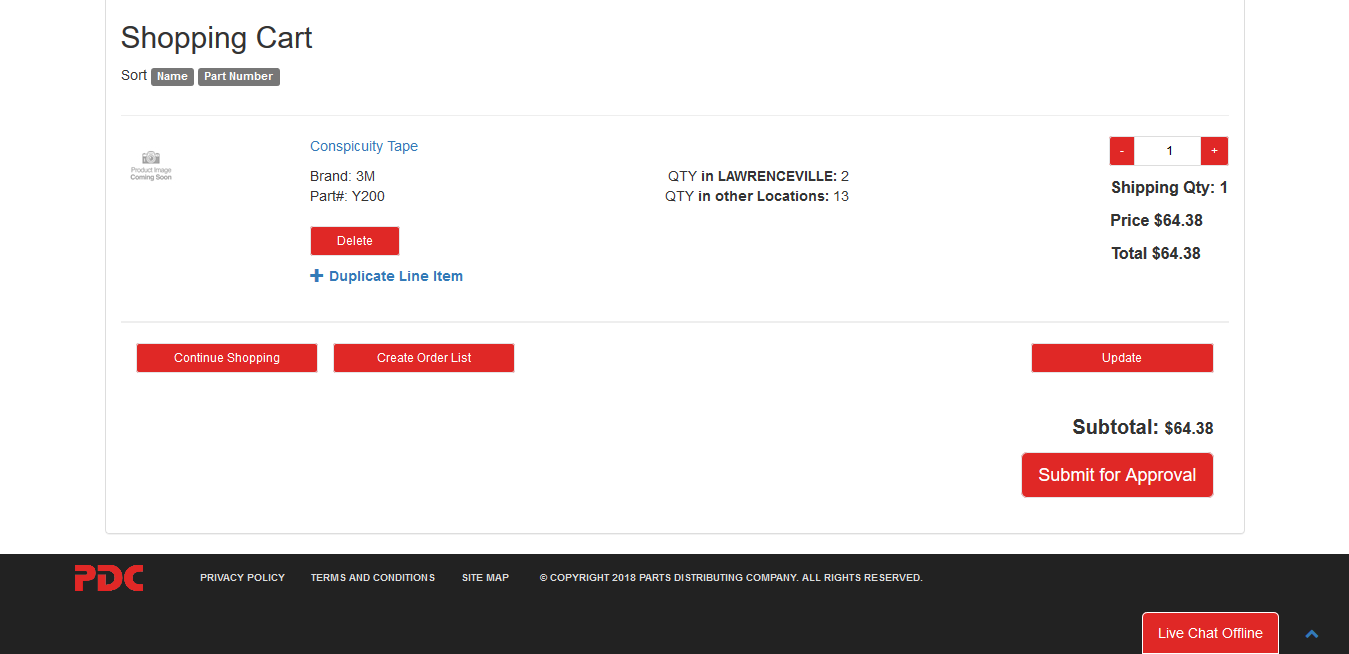 Shopping Cart
Sort Name Part Number
Product Image
Coming Soon
Conspicuity Tape
Brand: 3M
Part#: Y200
QTY in LAWRENCEVILLE: 2
QTY in other Locations: 13
- 1 +
Shipping Qty: 1
Price $64.38
Total $64.38
Delete
+ Duplicate Line Item
Continue Shopping
Create Order List
Update
Subtotal: $64.38
Submit for Approval
PDC
PRIVACY POLICY
TERMS AND CONDITIONS
SITE MAP
© COPYRIGHT 2018 PARTS DISTRIBUTING COMPANY. ALL RIGHTS RESERVED.
Live Chat Offline